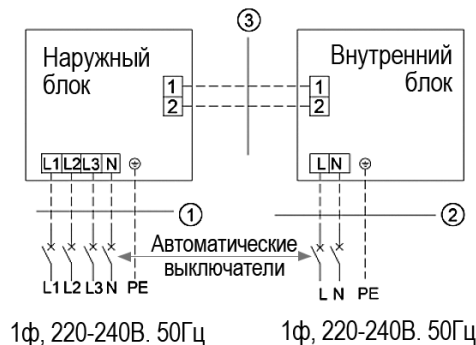 3
Наружный
блок
1
2
Внутренний
блок
1
2
L1 L2 L3 N
L N
1
2
Автоматические
выключатели
L1 L2 L3 N PE
L N PE
1ф, 220-240В. 50Гц
1ф, 220-240В. 50Гц